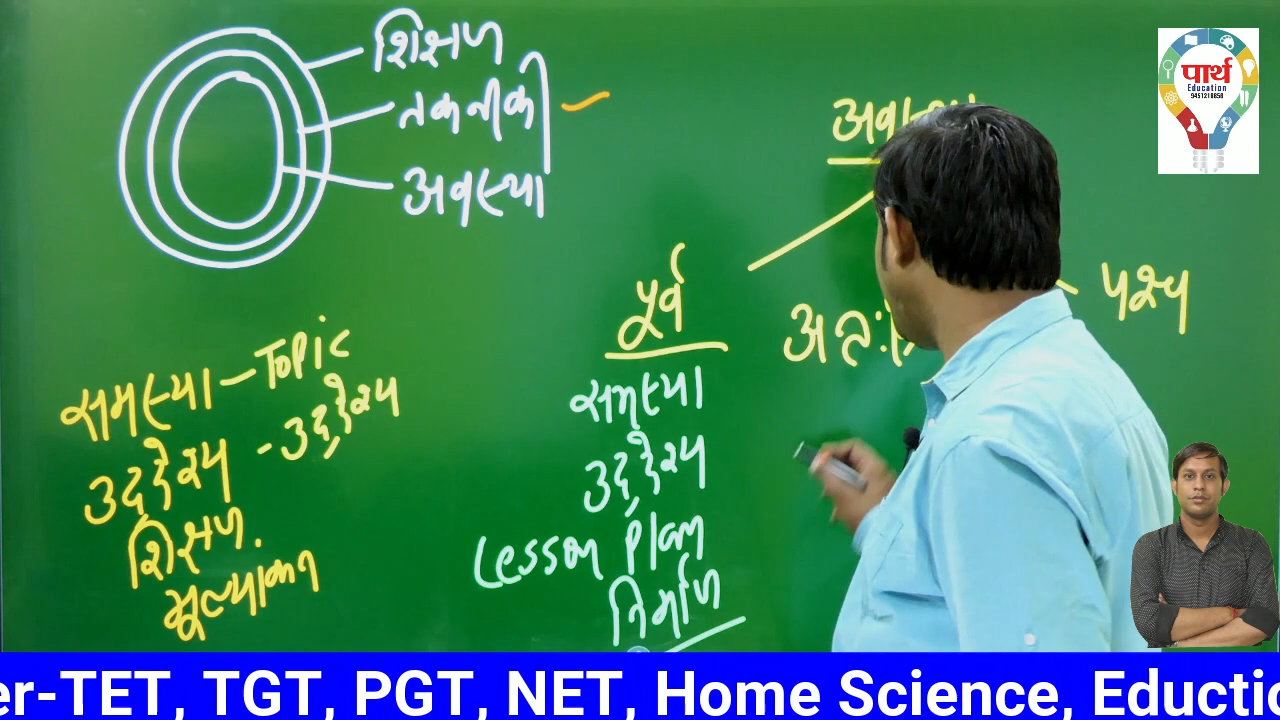 शिक्षण
तकनीकी
अवस्था
पूर्व
पश्य
समस्या - Topic
उद्देश्य - उद्देश्य
शिक्षण.
मूल्याकन
समस्या
उद्देश्य
Lesson Plan
निर्माण
पार्थ
Education
9451218650
er-TET, TGT, PGT, NET, Home Science, Eductio